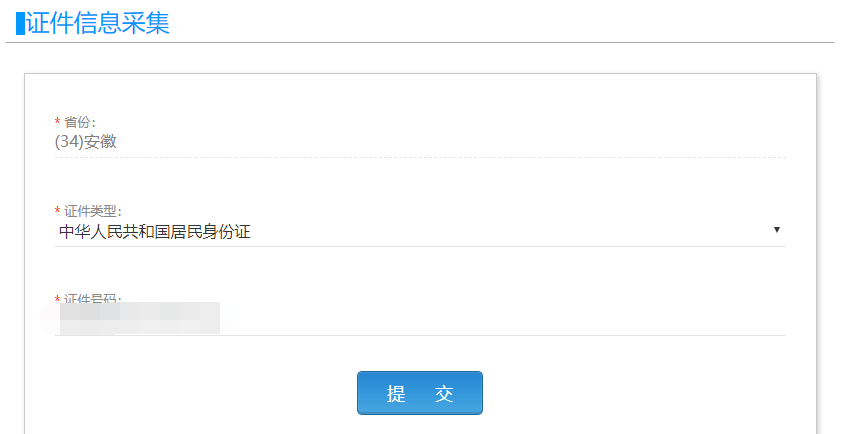 证件信息采集
* 省份:
(34)安徽
* 证件类型:
中华人民共和国居民身份证
* 证件号码:
提 交